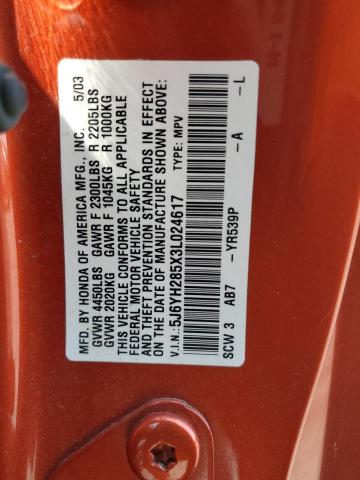 MFD. BY HONDA OF AMERICA MFG., INC. 5/03
GVWR 4450LBS GAWR F 2300LBS R 2205LBS
GVWR 2020KG GAWR F 1045KG R 1000KG
THIS VEHICLE CONFORMS TO ALL APPLICABLE
FEDERAL MOTOR VEHICLE SAFETY AND
THEFT PREVENTION STANDARDS IN EFFECT
ON THE DATE OF MANUFACTURE SHOWN ABOVE.
V.I.N.: 5J6YH285X3L024617 TYPE: MPV
SCW 3 AB7 -YR539P -A -L